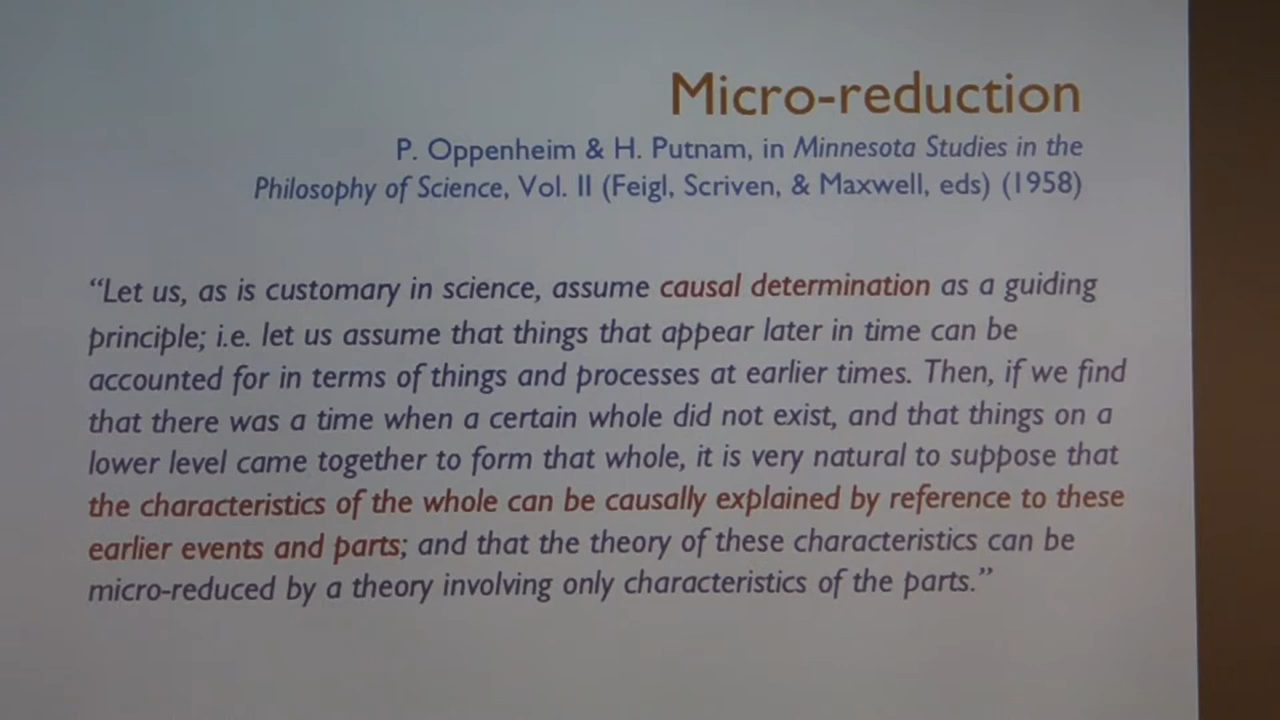 Micro-reduction
P. Oppenheim & H. Putnam, in Minnesota Studies in the
Philosophy of Science, Vol. II (Feigl, Scriven, & Maxwell, eds) (1958)
“Let us, as is customary in science, assume causal determination as a guiding
principle; i.e. let us assume that things that appear later in time can be
accounted for in terms of things and processes at earlier times. Then, if we find
that there was a time when a certain whole did not exist, and that things on a
lower level came together to form that whole, it is very natural to suppose that
the characteristics of the whole can be causally explained by reference to these
earlier events and parts; and that the theory of these characteristics can be
micro-reduced by a theory involving only characteristics of the parts.”